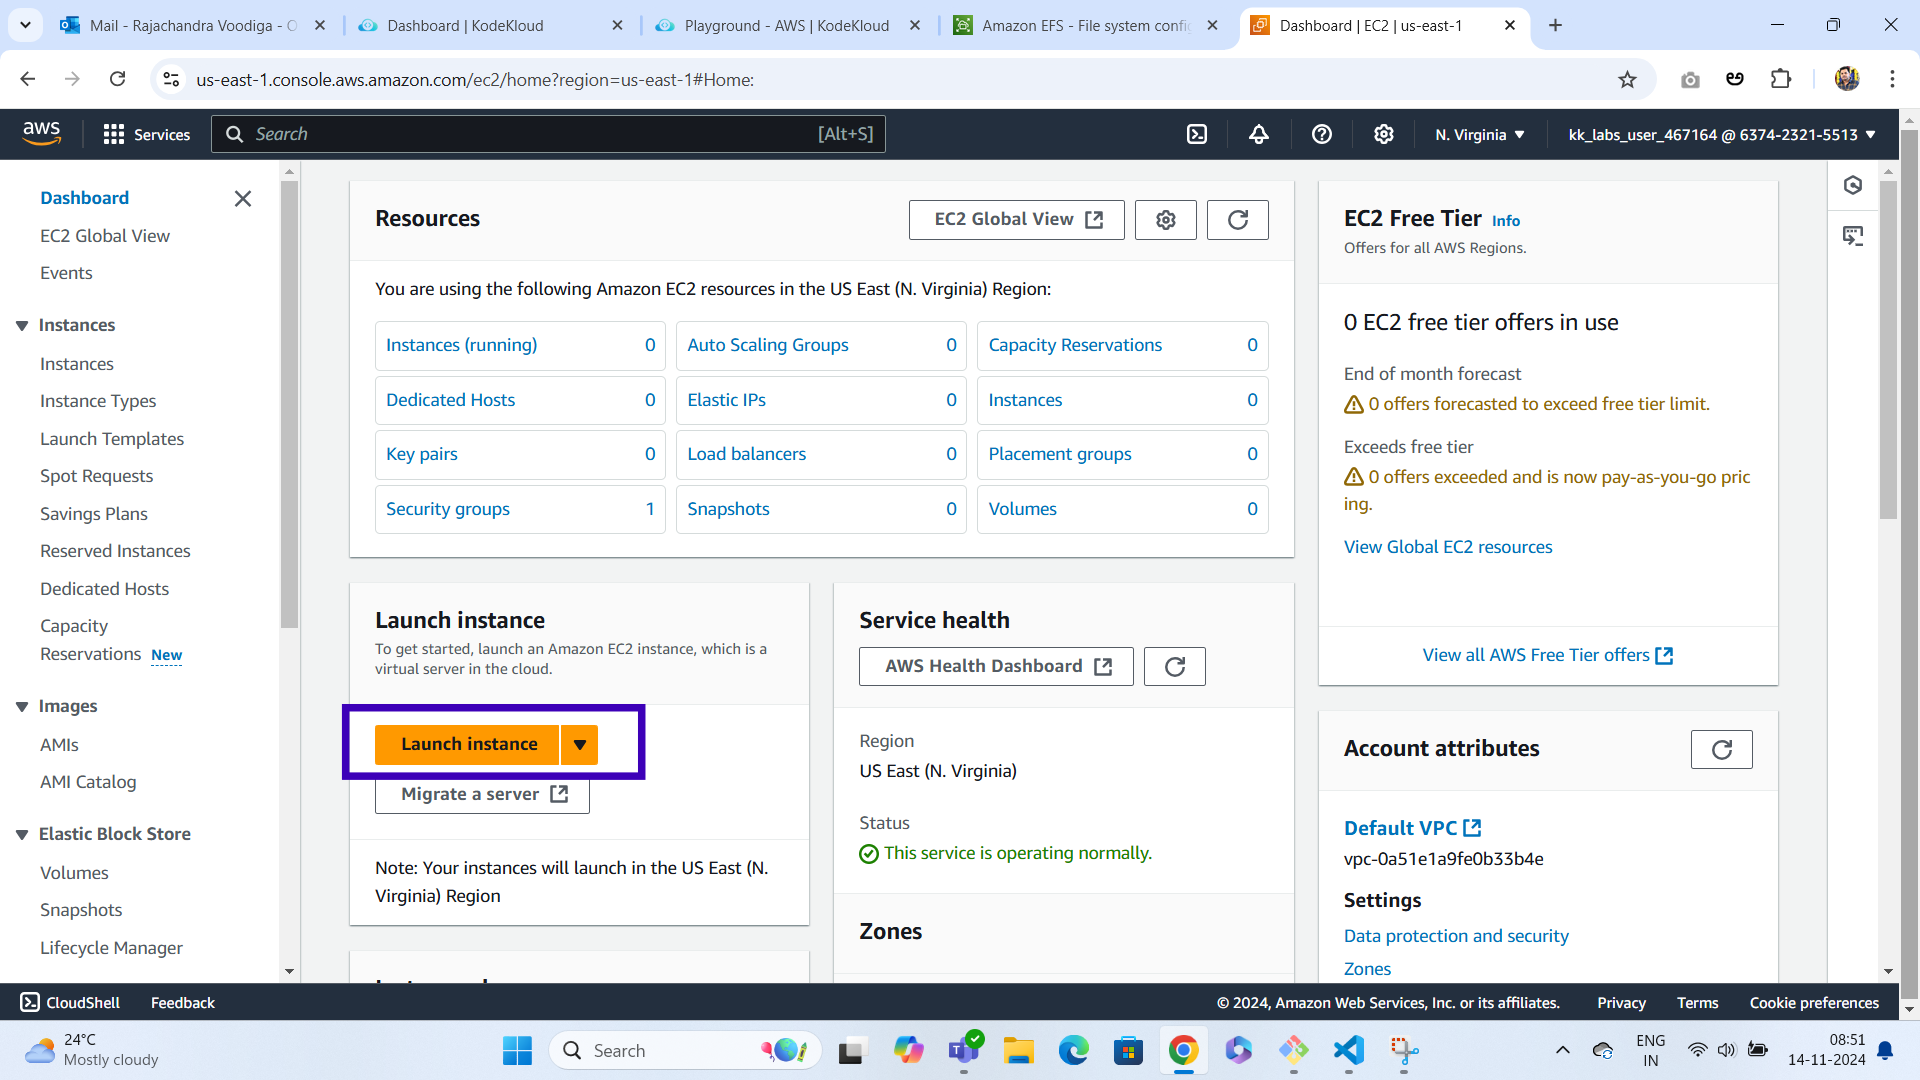 Mail - Rajachandra Voodiga - O
Dashboard | KodeKloud
Playground - AWS | KodeKloud
Amazon EFS - File system config
Dashboard | EC2 | us-east-1
us-east-1.console.aws.amazon.com/ec2/home?region=us-east-1#Home:
aws
Services
Search
[Alt+S]
N. Virginia
kk_labs_user_467164 @ 6374-2321-5513
Dashboard
EC2 Global View
Events
Instances
Instances
Instance Types
Launch Templates
Spot Requests
Savings Plans
Reserved Instances
Dedicated Hosts
Capacity
Reservations New
Images
AMIs
AMI Catalog
Elastic Block Store
Volumes
Snapshots
Lifecycle Manager
Resources
EC2 Global View
You are using the following Amazon EC2 resources in the US East (N. Virginia) Region:
Instances (running) 0
Auto Scaling Groups 0
Capacity Reservations 0
Dedicated Hosts 0
Elastic IPs 0
Instances 0
Key pairs 0
Load balancers 0
Placement groups 0
Security groups 1
Snapshots 0
Volumes 0
Launch instance
To get started, launch an Amazon EC2 instance, which is a
virtual server in the cloud.
Launch instance
Migrate a server
Note: Your instances will launch in the US East (N.
Virginia) Region
Service health
AWS Health Dashboard
Region
US East (N. Virginia)
Status
This service is operating normally.
Zones
EC2 Free Tier Info
Offers for all AWS Regions.
0 EC2 free tier offers in use
End of month forecast
0 offers forecasted to exceed free tier limit.
Exceeds free tier
0 offers exceeded and is now pay-as-you-go pric
ing.
View Global EC2 resources
View all AWS Free Tier offers
Account attributes
Default VPC
vpc-0a51e1a9fe0b33b4e
Settings
Data protection and security
Zones
CloudShell
Feedback
© 2024, Amazon Web Services, Inc. or its affiliates.
Privacy
Terms
Cookie preferences
24°C
Mostly cloudy
Search
ENG
IN
08:51
14-11-2024